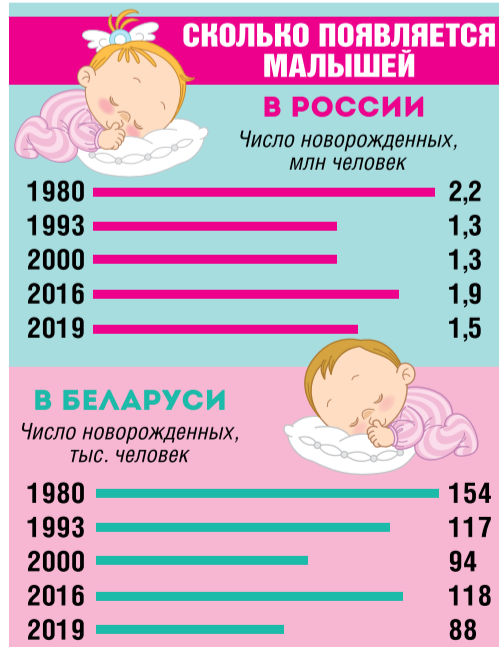 СКОЛЬКО ПОЯВЛЯЕТСЯ
МАЛЫШЕЙ
В РОССИИ
Число новорожденных,
млн человек
1980 2,2
1993 1,3
2000 1,3
2016 1,9
2019 1,5
В БЕЛАРУСИ
Число новорожденных,
тыс. человек
1980 154
1993 117
2000 94
2016 118
2019 88